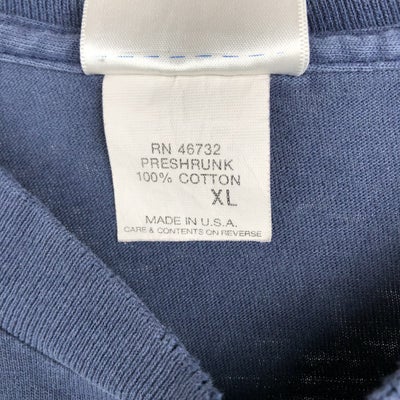 RN 46732
PRESHRUNK
100% COTTON
XL
MADE IN U.S.A.
CARE & CONTENTS ON REVERSE